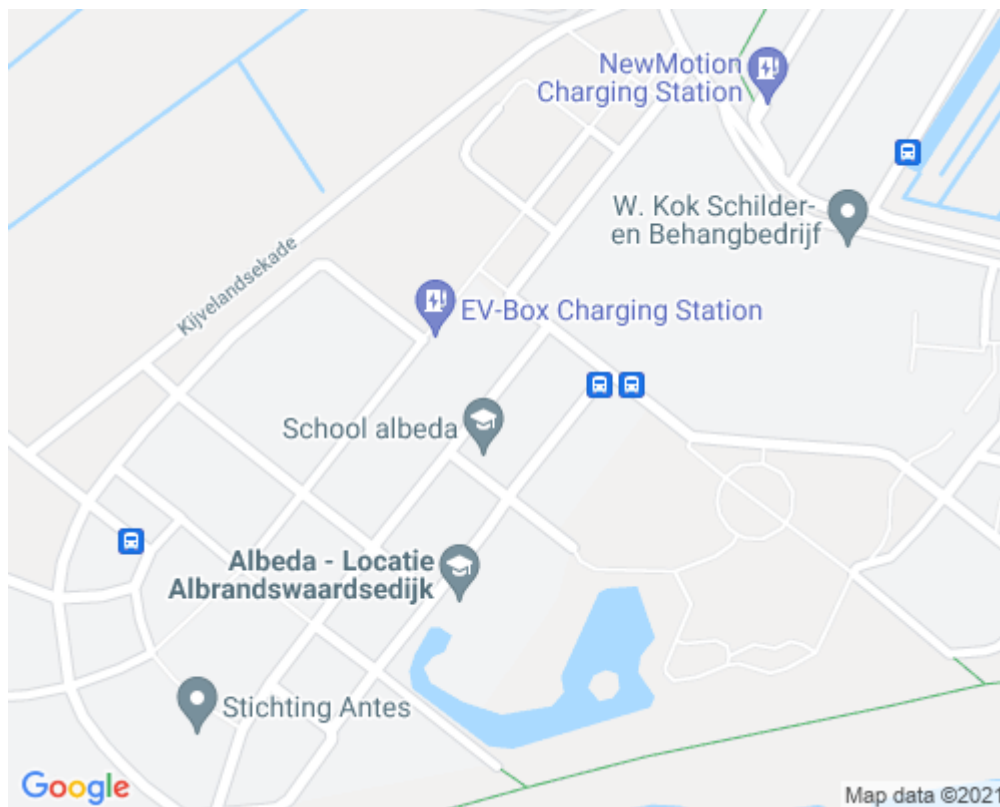 NewMotion
Charging Station
W. Kok Schilder-
en Behangbedrijf
Kijvelandsekade
EV-Box Charging Station
School albeda
Albeda - Locatie
Albrandswaardsedijk
Stichting Antes
Google
Map data ©2021